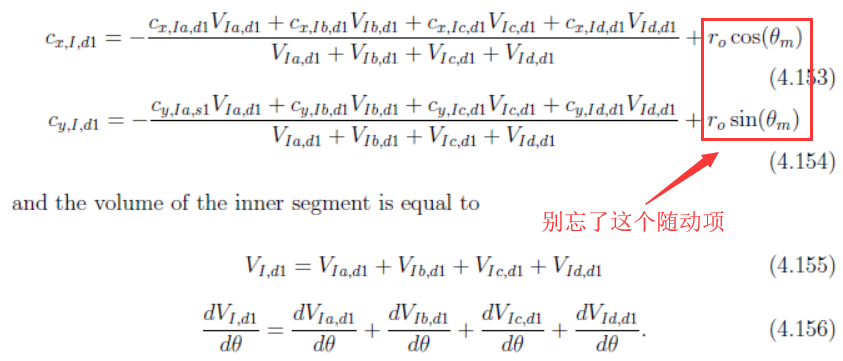 c_{x,I,d1} = -\frac{c_{x,Ia,d1}V_{Ia,d1} + c_{x,Ib,d1}V_{Ib,d1} + c_{x,Ic,d1}V_{Ic,d1} + c_{x,Id,d1}V_{Id,d1}}{V_{Ia,d1} + V_{Ib,d1} + V_{Ic,d1} + V_{Id,d1}} + r_o \cos(\theta_m)
(4.153)
c_{y,I,d1} = -\frac{c_{y,Ia,s1}V_{Ia,d1} + c_{y,Ib,d1}V_{Ib,d1} + c_{y,Ic,d1}V_{Ic,d1} + c_{y,Id,d1}V_{Id,d1}}{V_{Ia,d1} + V_{Ib,d1} + V_{Ic,d1} + V_{Id,d1}} + r_o \sin(\theta_m)
(4.154)
and the volume of the inner segment is equal to
别忘了这个随动项
V_{I,d1} = V_{Ia,d1} + V_{Ib,d1} + V_{Ic,d1} + V_{Id,d1} (4.155)
\frac{dV_{I,d1}}{d\theta} = \frac{dV_{Ia,d1}}{d\theta} + \frac{dV_{Ib,d1}}{d\theta} + \frac{dV_{Ic,d1}}{d\theta} + \frac{dV_{Id,d1}}{d\theta}. (4.156)